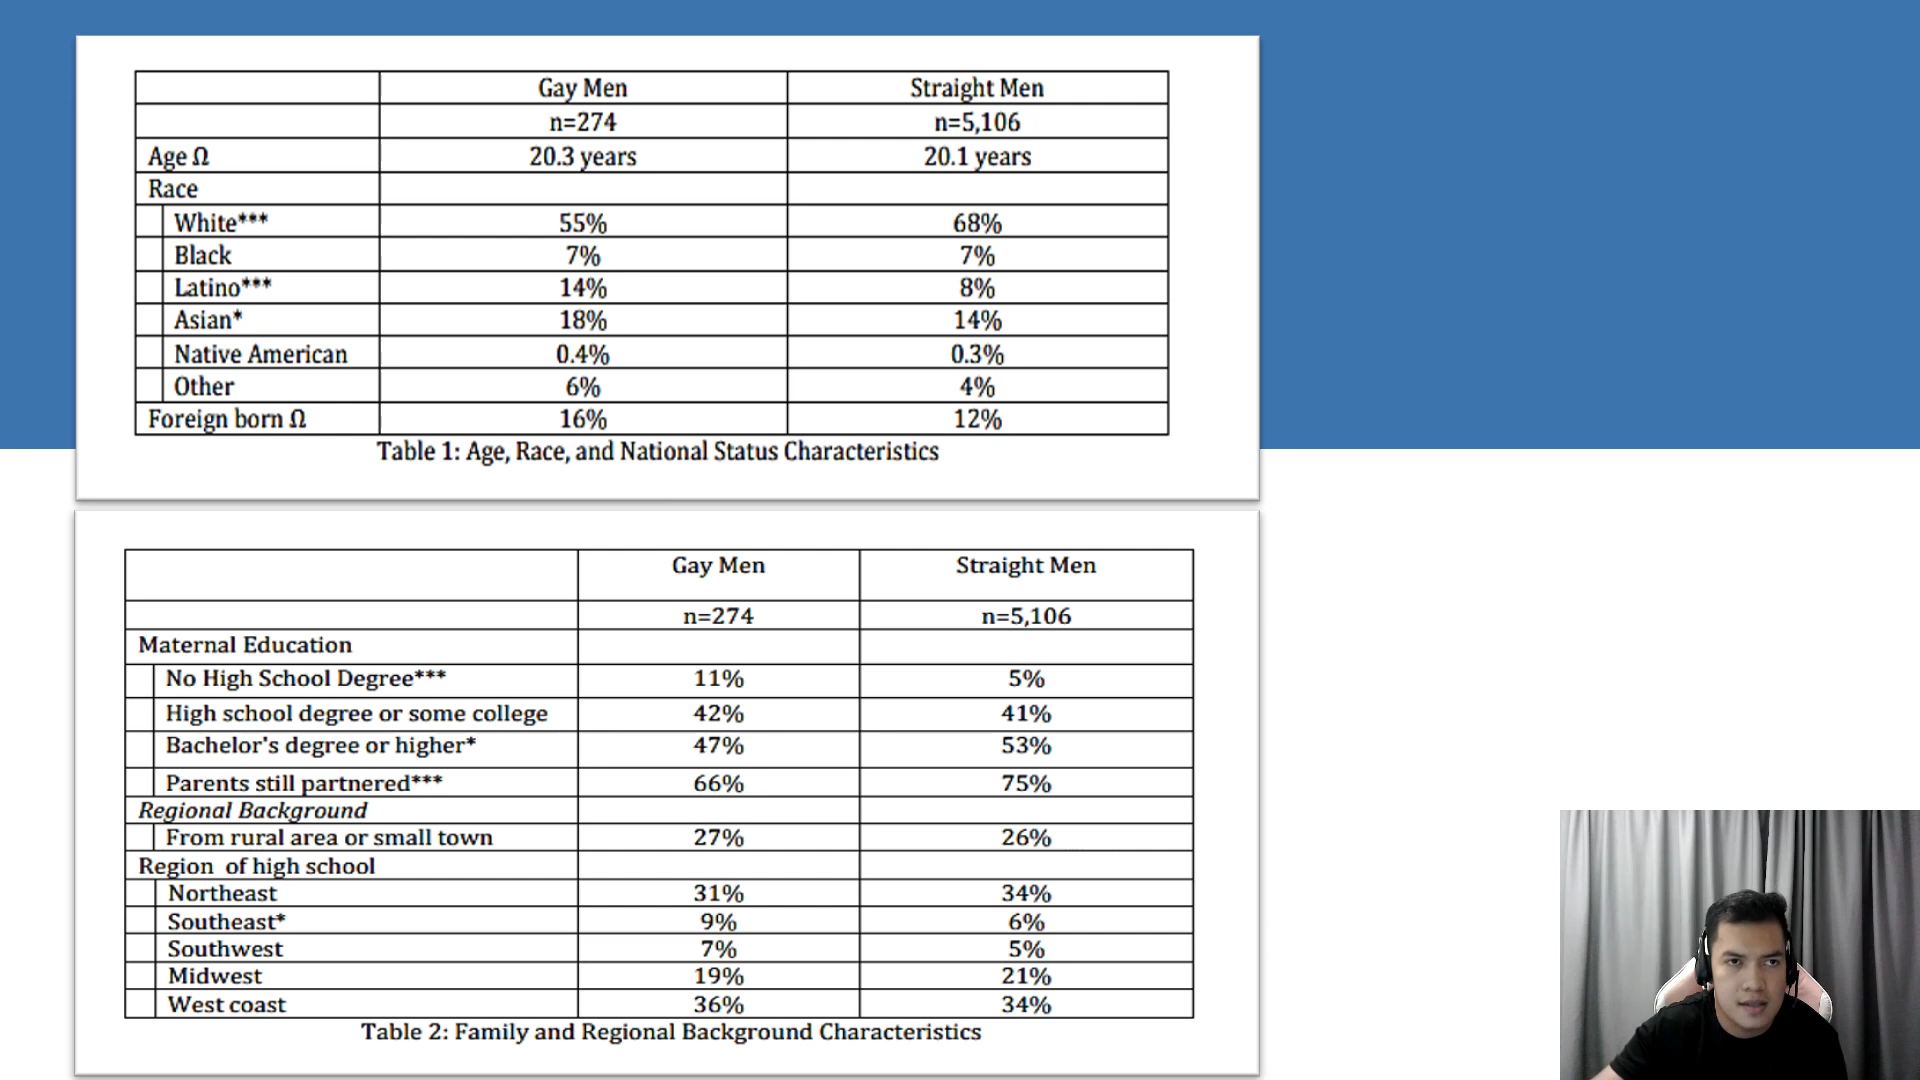 Gay Men Straight Men
n=274 n=5,106
Age Ω 20.3 years 20.1 years
Race
White*** 55% 68%
Black 7% 7%
Latino*** 14% 8%
Asian* 18% 14%
Native American 0.4% 0.3%
Other 6% 4%
Foreign born Ω 16% 12%
Table 1: Age, Race, and National Status Characteristics
Gay Men Straight Men
n=274 n=5,106
Maternal Education
No High School Degree*** 11% 5%
High school degree or some college 42% 41%
Bachelor's degree or higher* 47% 53%
Parents still partnered*** 66% 75%
Regional Background
From rural area or small town 27% 26%
Region of high school
Northeast 31% 34%
Southeast* 9% 6%
Southwest 7% 5%
Midwest 19% 21%
West coast 36% 34%
Table 2: Family and Regional Background Characteristics